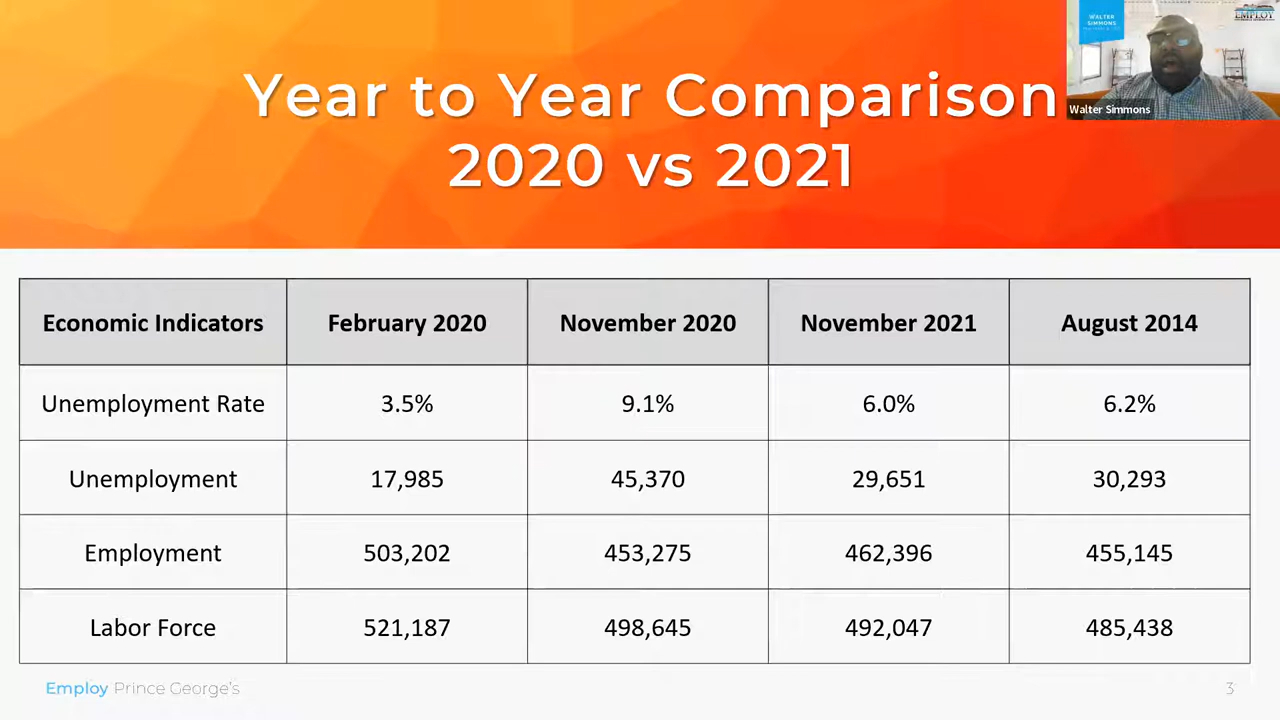 Year to Year Comparison
2020 vs 2021
WALTER
SIMMONS
EMPLOY
Walter Simmons
Economic Indicators February 2020 November 2020 November 2021 August 2014
Unemployment Rate 3.5% 9.1% 6.0% 6.2%
Unemployment 17,985 45,370 29,651 30,293
Employment 503,202 453,275 462,396 455,145
Labor Force 521,187 498,645 492,047 485,438
Employ Prince George's 3